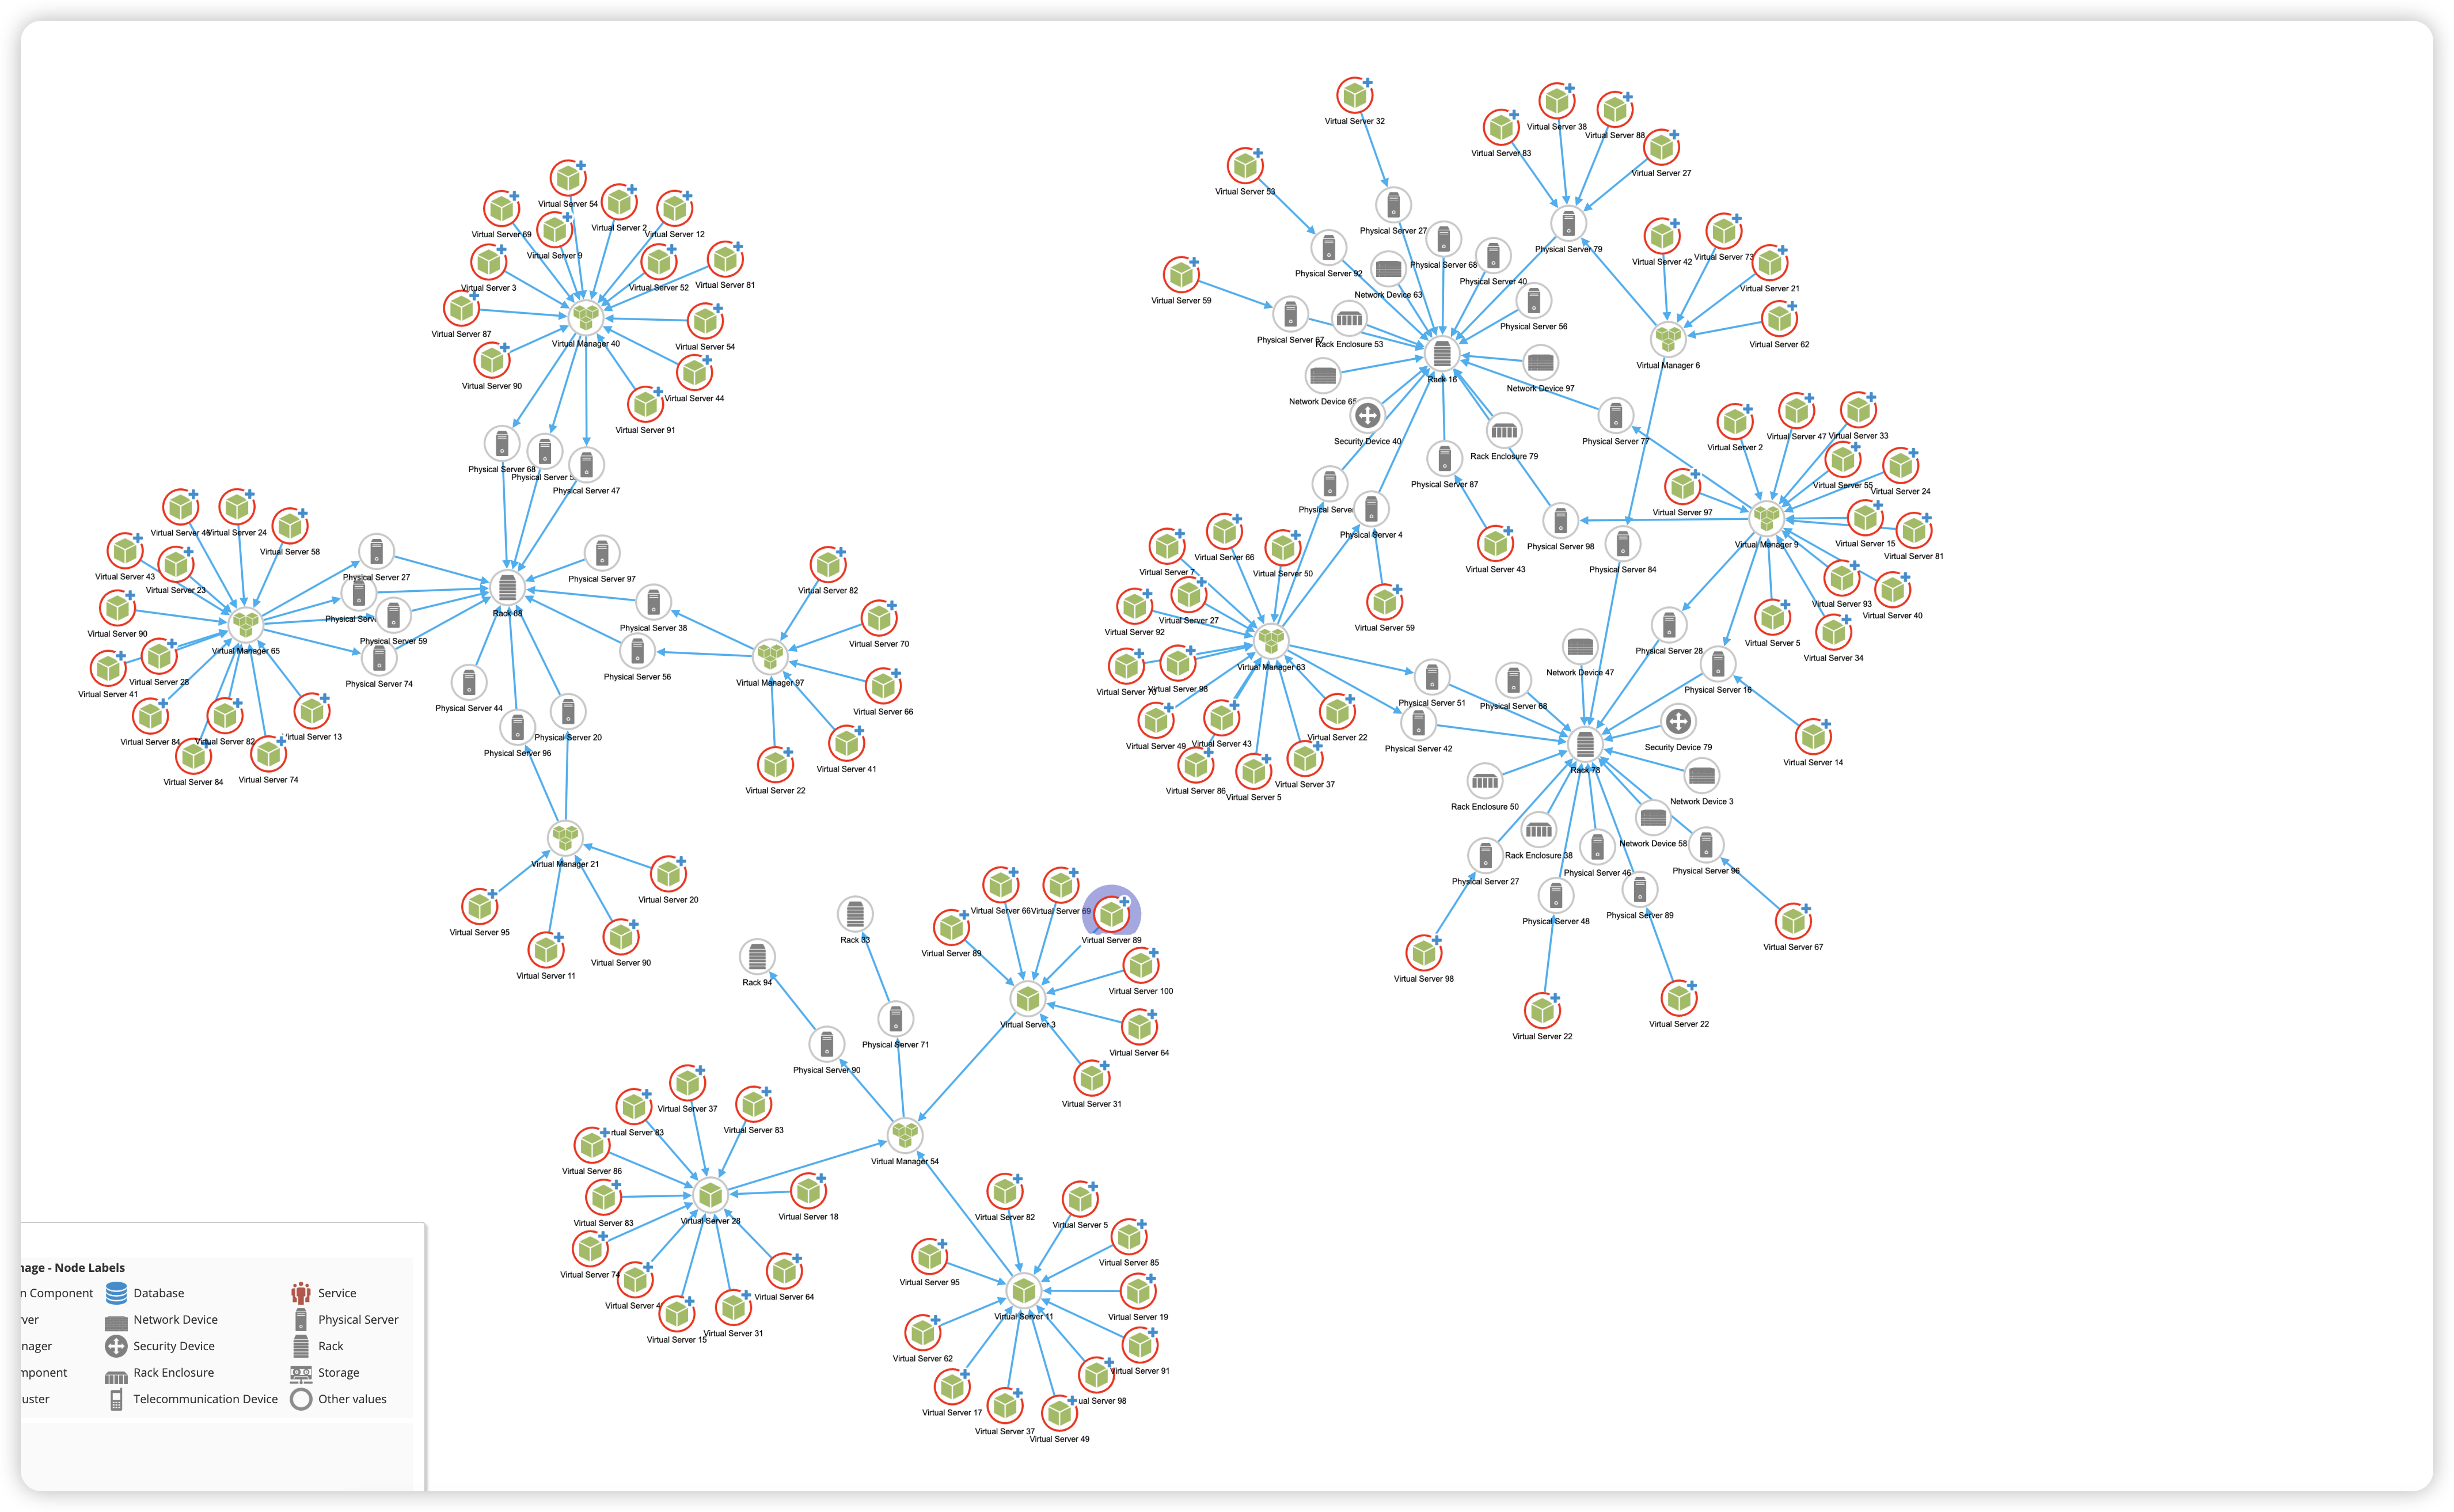 Virtual Server 32
Virtual Server 38
Virtual Server 88
Virtual Server 83
Virtual Server 27
Virtual Server 53
Virtual Server 54
Virtual Server 2
Virtual Server 12
Virtual Server 69
Virtual Server 9
Physical Server 27
Physical Server 79
Virtual Server 42
Virtual Server 73
Physical Server 68
Physical Server 92
Physical Server 40
Virtual Server 59
Virtual Server 3
Virtual Server 52
Virtual Server 81
Network Device 63
Virtual Server 21
Physical Server 56
Physical Server 67
Rack Enclosure 53
Virtual Server 62
Virtual Server 87
Virtual Manager 40
Virtual Server 54
Virtual Manager 6
Rack 16
Network Device 97
Virtual Server 90
Virtual Server 44
Network Device 65
Virtual Server 91
Security Device 40
Physical Server 77
Rack Enclosure 79
Virtual Server 2
Virtual Server 47
Virtual Server 33
Physical Server 68
Physical Server
Physical Server 47
Physical Server 87
Virtual Server 55
Virtual Server 24
Virtual Server 97
Virtual Server
Virtual Server 24
Virtual Server 58
Physical Server
Physical Server 4
Physical Server 98
Virtual Manager 9
Virtual Server 15
Virtual Server 81
Virtual Server 43
Virtual Server 23
Physical Server 27
Physical Server 97
Virtual Server 82
Virtual Server 7
Virtual Server 66
Virtual Server 50
Virtual Server 43
Physical Server 84
Virtual Server 90
Physical
Physical Server 59
Rack 68
Physical Server 38
Virtual Server 92
Virtual Server 27
Virtual Server 59
Virtual Server 93
Virtual Server 40
Virtual Manager 65
Virtual Server 70
Virtual Manager 63
Physical Server 28
Virtual Server 5
Virtual Server 34
Virtual Server 41
Virtual Server 28
Physical Server 74
Physical Server 56
Virtual Manager 97
Virtual Server 70
Virtual Server 98
Network Device 47
Physical Server 16
Physical Server 44
Virtual Server 66
Physical Server 51
Physical Server 68
Virtual Server 84
Virtual Server 82
Virtual Server 13
Physical Server 96
Physical Server 20
Virtual Server 49
Virtual Server 43
Virtual Server 22
Physical Server 42
Security Device 79
Virtual Server 14
Virtual Server 84
Virtual Server 74
Virtual Server 22
Virtual Server 41
Virtual Server 86
Virtual Server 5
Virtual Server 37
Rack 78
Rack Enclosure 50
Network Device 3
Virtual Manager 21
Rack Enclosure 38
Network Device 58
Virtual Server 95
Virtual Server 20
Physical Server 27
Physical Server 46
Physical Server 96
Virtual Server 11
Virtual Server 90
Virtual Server 66
Virtual Server 69
Physical Server 48
Physical Server 89
Rack 33
Virtual Server 89
Virtual Server 89
Virtual Server 67
Rack 94
Virtual Server 100
Virtual Server 98
Virtual Server 3
Virtual Server 22
Virtual Server 22
Physical Server 71
Virtual Server 64
Physical Server 90
Virtual Server 31
Virtual Server 37
rtual Server 83
Virtual Server 83
Virtual Server 86
Virtual Manager 54
Virtual Server 83
Virtual Server 28
Virtual Server 18
Virtual Server 82
Virtual Server 5
Virtual Server 74
Virtual Server 95
Virtual Server 85
Virtual Server
Virtual Server 64
Virtual Server 15
Virtual Server 31
Virtual Server 11
Virtual Server 19
Virtual Server 62
Virtual Server 91
Virtual Server 17
ual Server 98
Virtual Server 37
Virtual Server 49
nage - Node Labels
n Component Database Service
rver Network Device Physical Server
nager Security Device Rack
mponent Rack Enclosure Storage
uster Telecommunication Device Other values